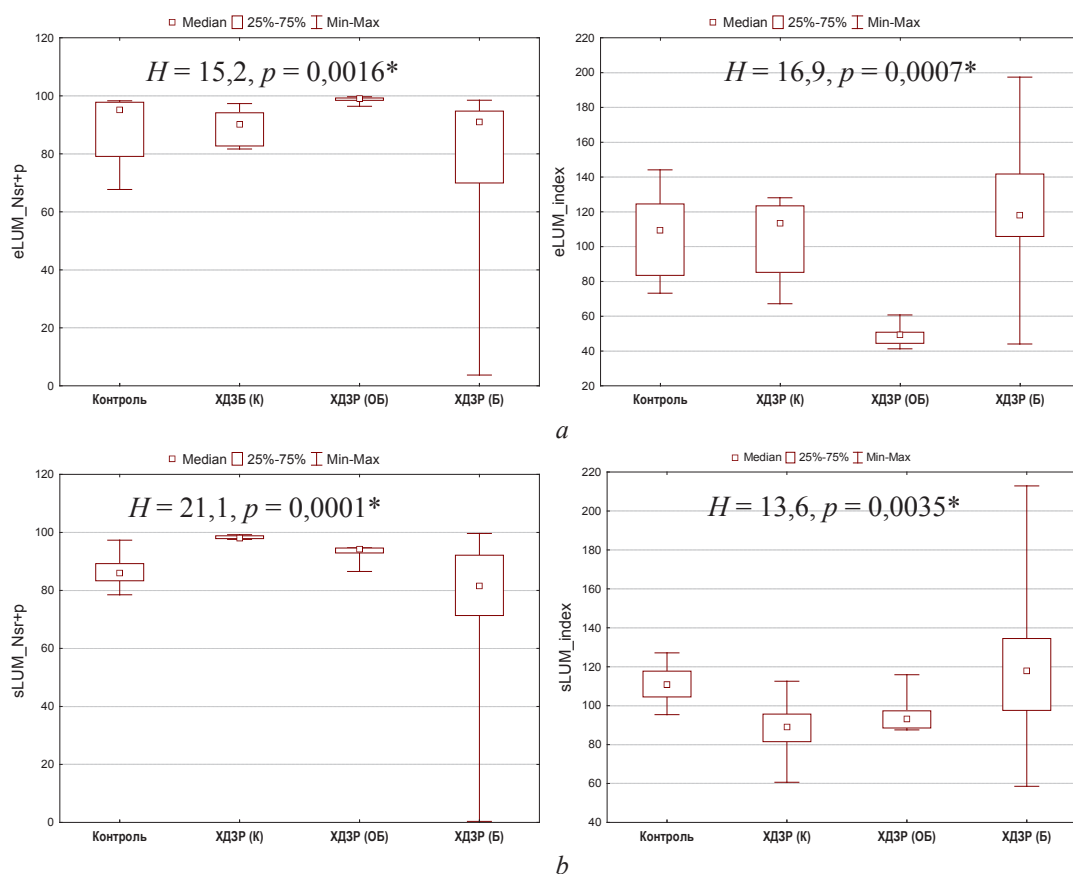 Median 25%-75% Min-Max
H = 15,2, p = 0,0016*
eLUM_Nsr+p
120
100
80
60
40
20
0
Контроль ХДЗБ (К) ХДЗР (ОБ) ХДЗР (Б)
Median 25%-75% Min-Max
H = 16,9, p = 0,0007*
eLUM_index
220
200
180
160
140
120
100
80
60
40
20
Контроль ХДЗР (К) ХДЗР (ОБ) ХДЗР (Б)
a
Median 25%-75% Min-Max
H = 21,1, p = 0,0001*
sLUM_Nsr+p
120
100
80
60
40
20
0
Контроль ХДЗР (К) ХДЗР (ОБ) ХДЗР (Б)
Median 25%-75% Min-Max
H = 13,6, p = 0,0035*
sLUM_index
220
200
180
160
140
120
100
80
60
40
Контроль ХДЗР (К) ХДЗР (ОБ) ХДЗР (Б)
b